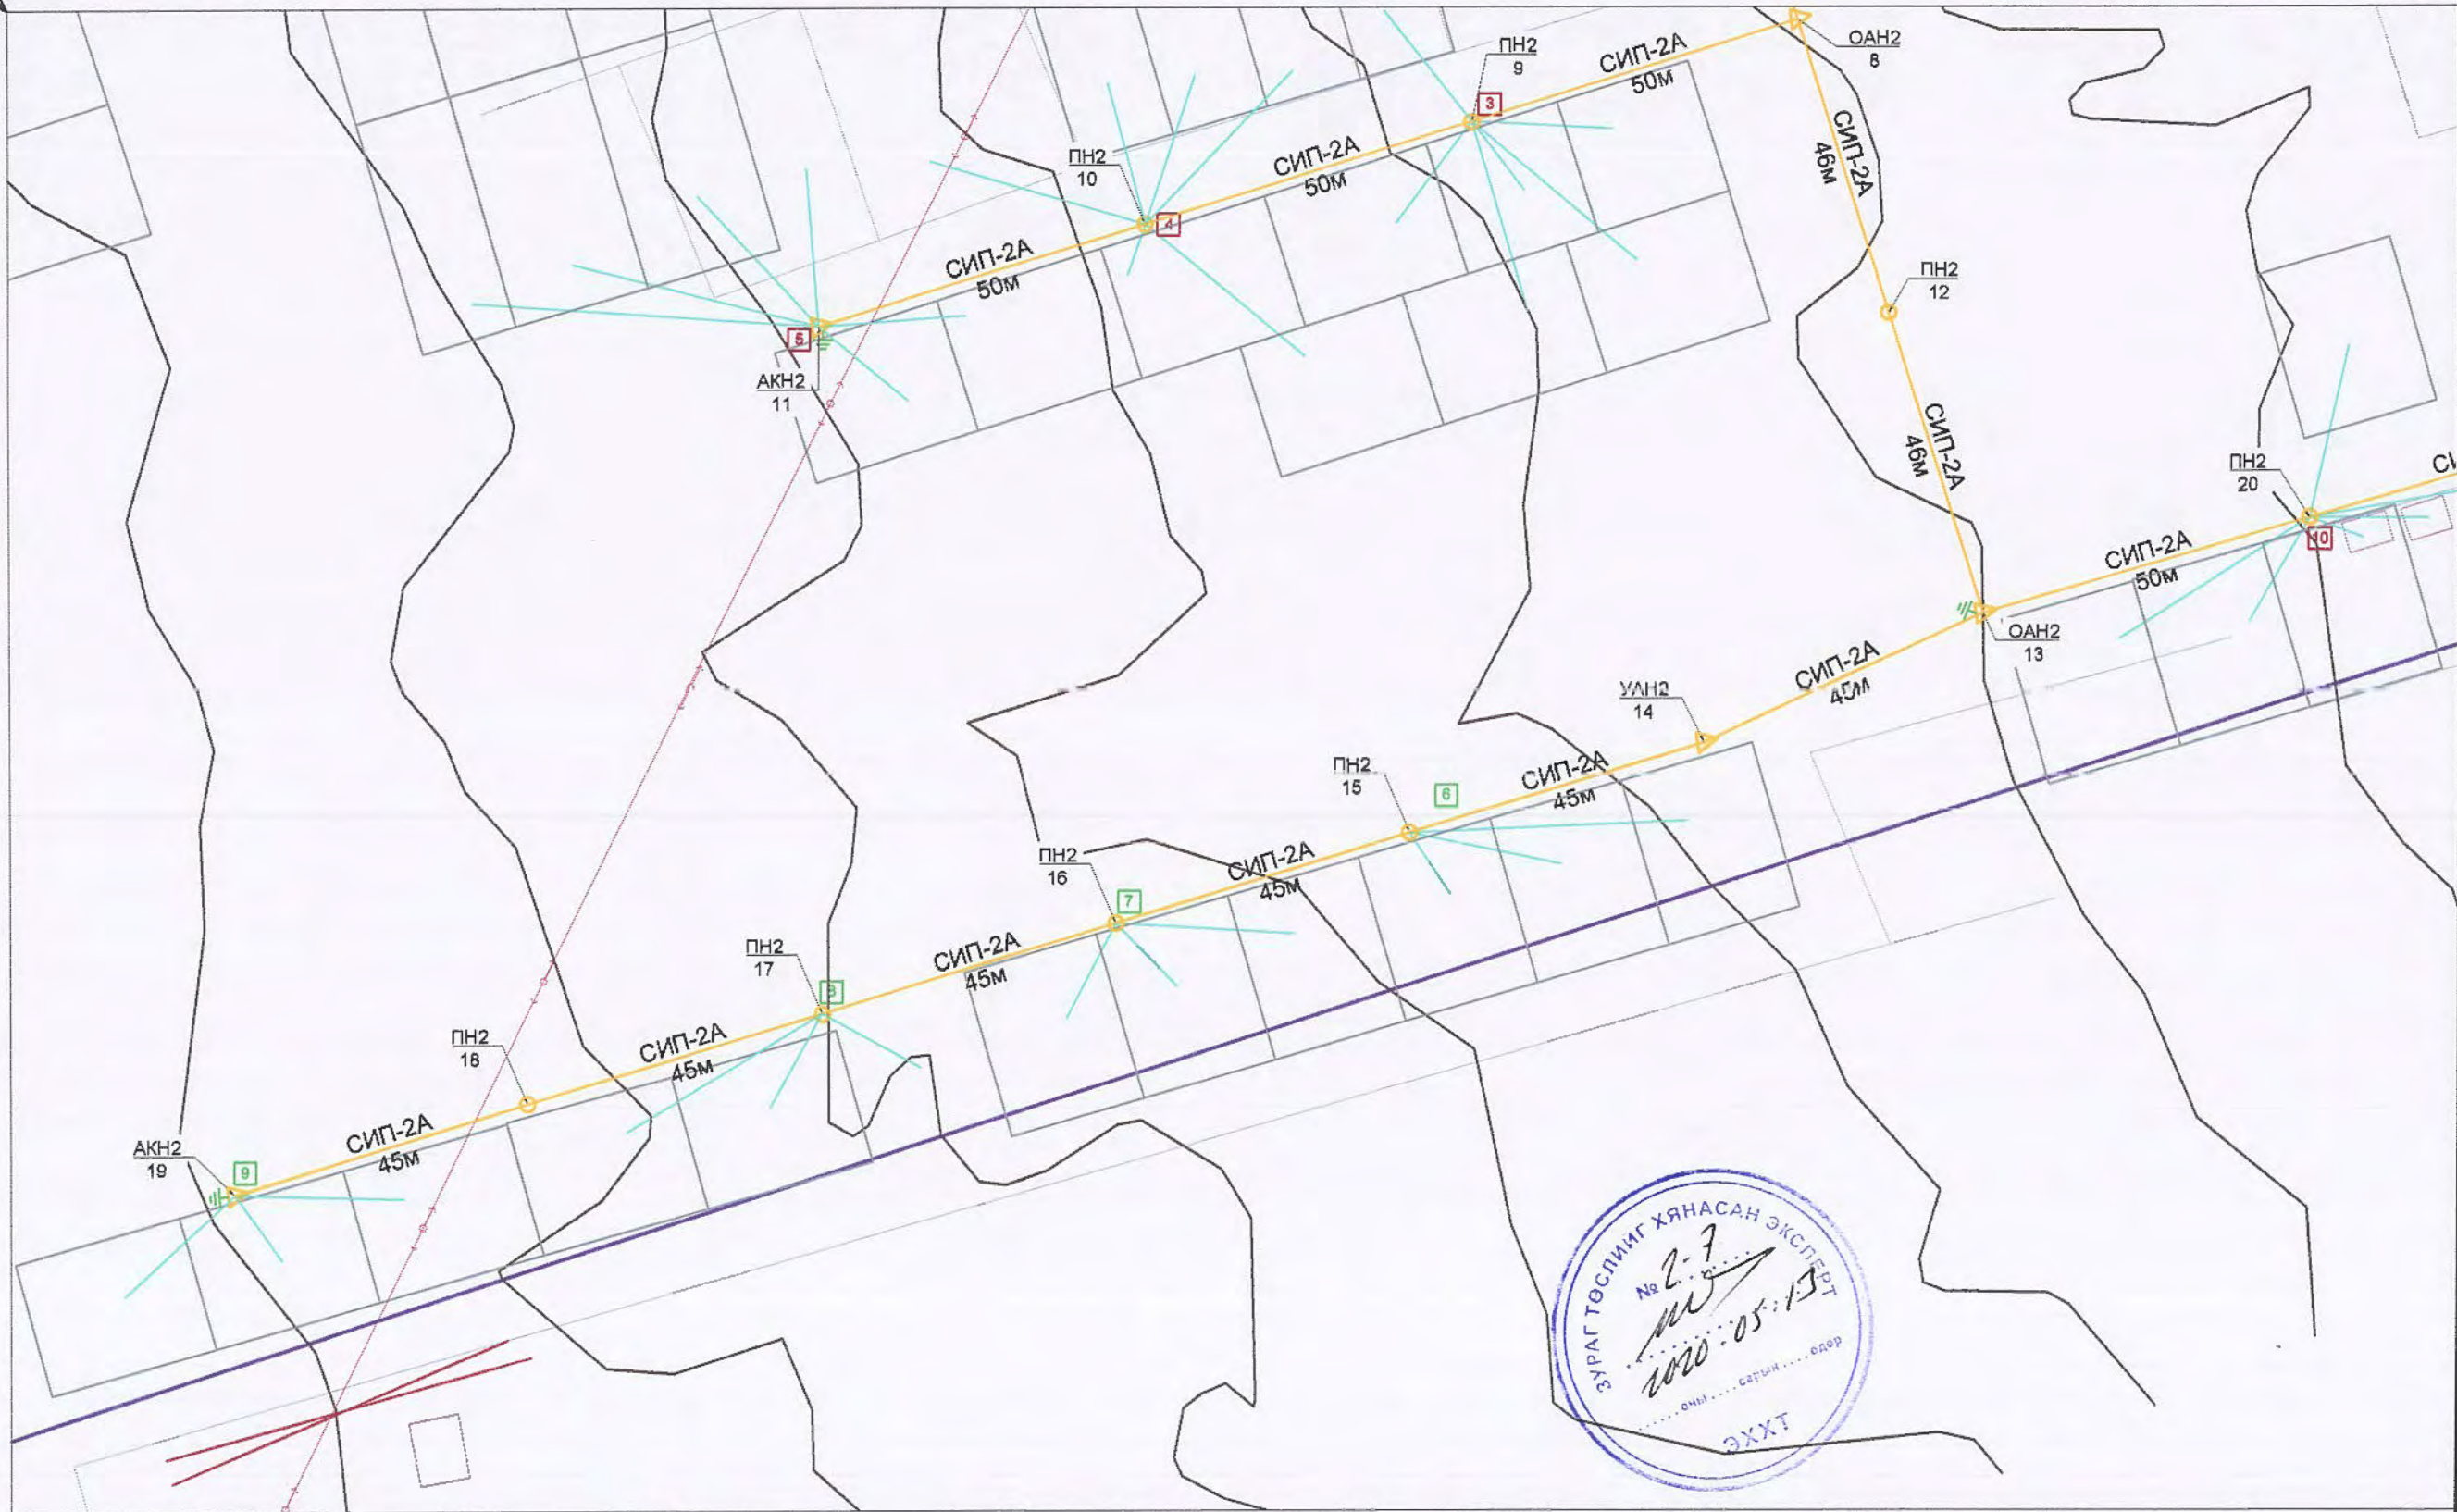 ОАН2
8
ПН2
9
СИП-2А
50м
3
СИП-2А
46м
ПН2
10
СИП-2А
50м
4
СИП-2А
50м
ПН2
12
5
АКН2
11
СИП-2А
46м
ПН2
20
10
СИП-2А
50м
ОАН2
13
СИП-2А
45м
УАН2
14
ПН2
15
6
СИП-2А
45м
ПН2
16
СИП-2А
45м
7
ПН2
17
СИП-2А
45м
8
ПН2
18
СИП-2А
45м
АКН2
19
9
СИП-2А
45м
ЗУРАГ ТӨСЛИЙГ ХЯНАСАН ЭКСПЕРТ
№ 2-7
2020.05.13
оны....сарын....өдөр
ЭХХТ